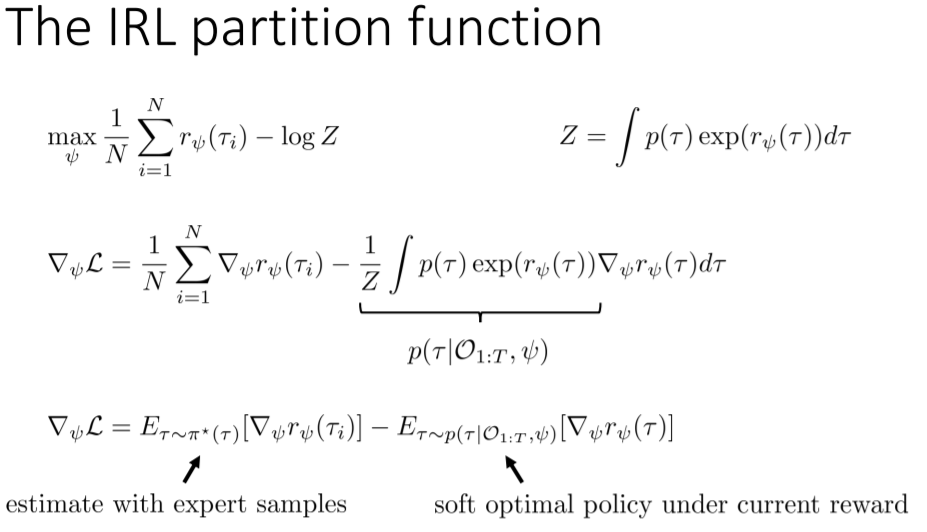 The IRL partition function
$\max_{\psi} \frac{1}{N} \sum_{i=1}^{N} r_\psi(\tau_i) - \log Z$ $Z = \int p(\tau) \exp(r_\psi(\tau)) d\tau$
$\nabla_\psi \mathcal{L} = \frac{1}{N} \sum_{i=1}^{N} \nabla_\psi r_\psi(\tau_i) - \frac{1}{Z} \int p(\tau) \exp(r_\psi(\tau)) \nabla_\psi r_\psi(\tau) d\tau$
$p(\tau | \mathcal{O}_{1:T}, \psi)$
$\nabla_\psi \mathcal{L} = E_{\tau \sim \pi^\star(\tau)}[\nabla_\psi r_\psi(\tau_i)] - E_{\tau \sim p(\tau | \mathcal{O}_{1:T}, \psi)}[\nabla_\psi r_\psi(\tau)]$
estimate with expert samples soft optimal policy under current reward